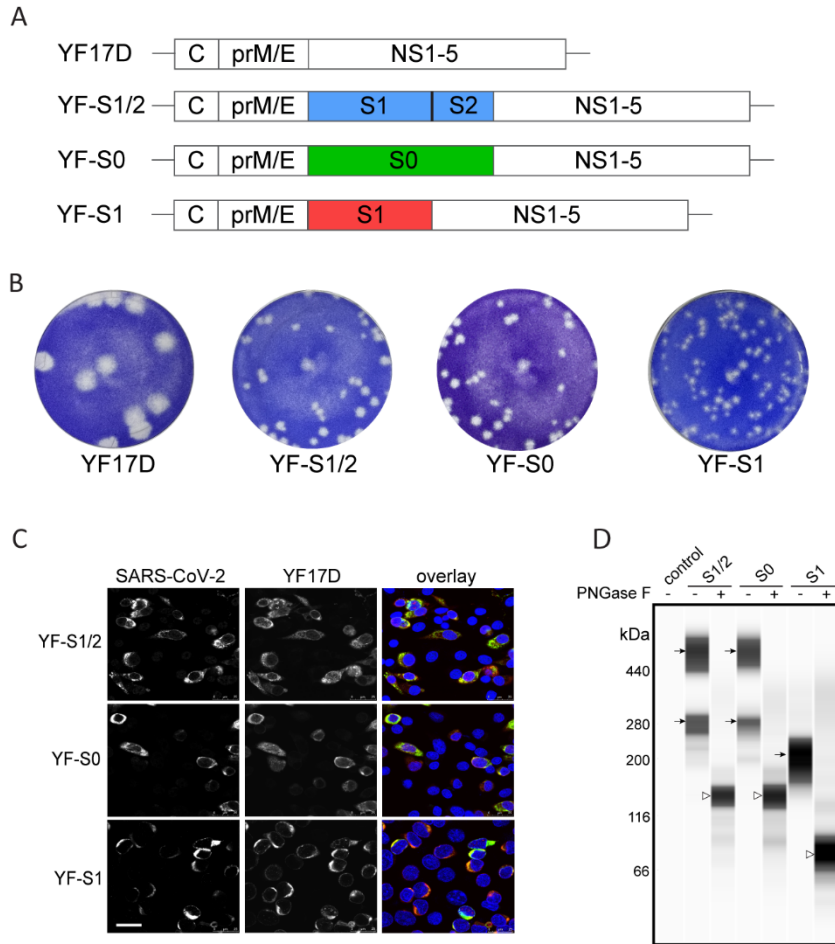 A
YF17D C prM/E NS1-5
YF-S1/2 C prM/E S1 S2 NS1-5
YF-S0 C prM/E S0 NS1-5
YF-S1 C prM/E S1 NS1-5
B
YF17D YF-S1/2 YF-S0 YF-S1
C
SARS-CoV-2 YF17D overlay
YF-S1/2
YF-S0
YF-S1
D
control S1/2 S0 S1
PNGase F - - + - + - +
kDa
440
280
200
116
66